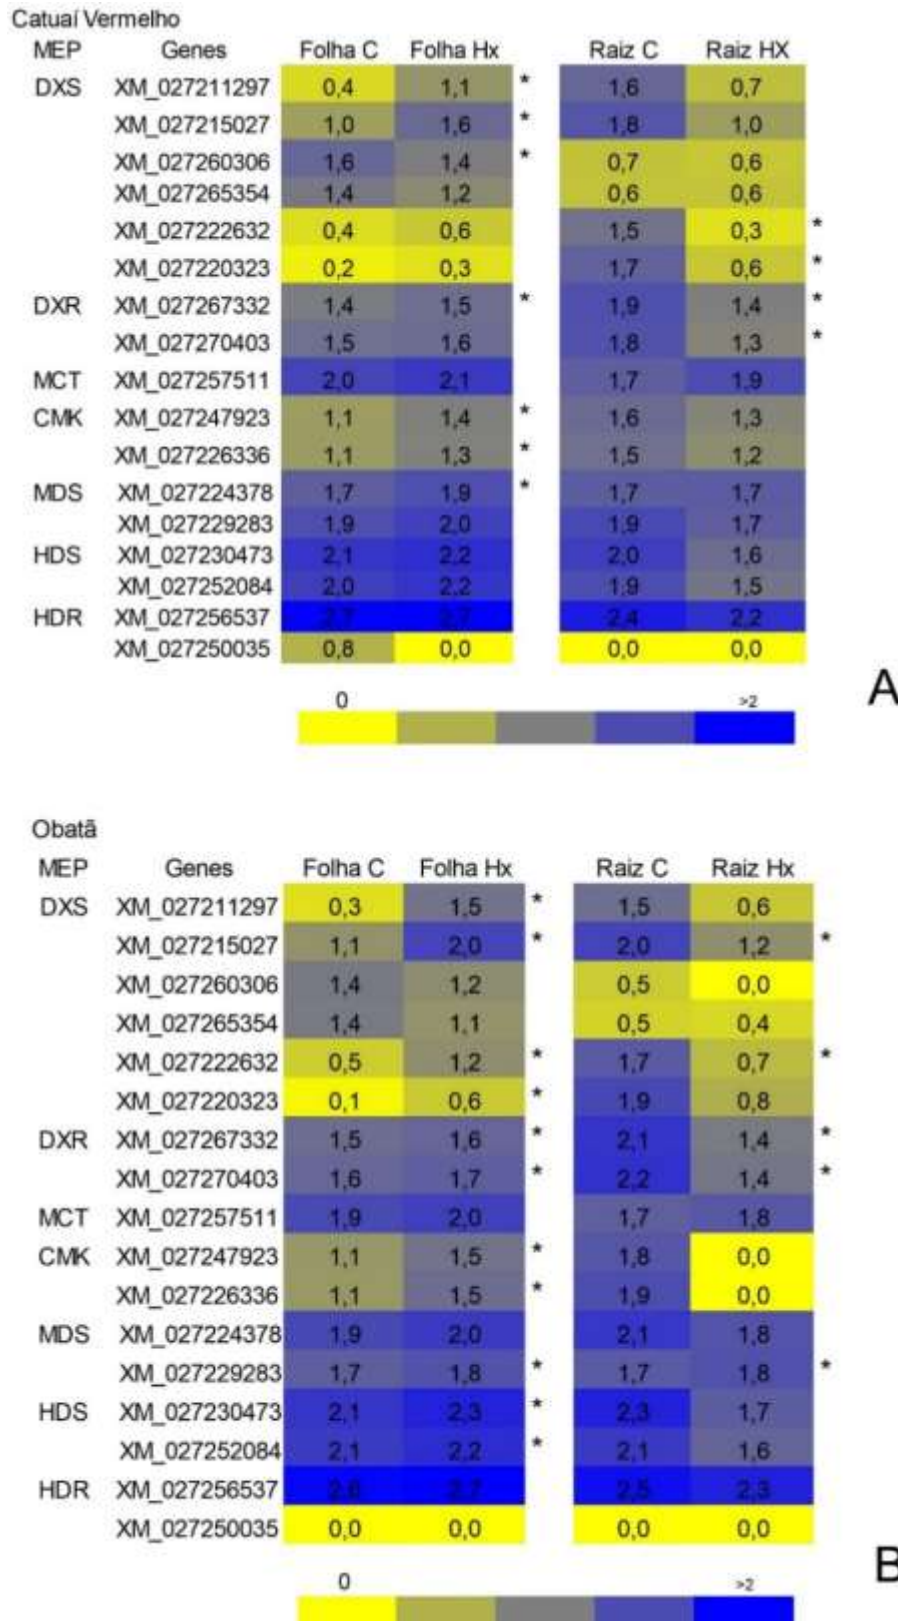 Catuaí Vermelho
MEP Genes Folha C Folha Hx Raiz C Raiz HX
DXS XM_027211297 0,4 1,1 * 1,6 0,7
XM_027215027 1,0 1,6 * 1,8 1,0
XM_027260306 1,6 1,4 * 0,7 0,6
XM_027265354 1,4 1,2 0,6 0,6
XM_027222632 0,4 0,6 1,5 0,3 *
XM_027220323 0,2 0,3 1,7 0,6 *
DXR XM_027267332 1,4 1,5 * 1,9 1,4 *
XM_027270403 1,5 1,6 1,8 1,3 *
MCT XM_027257511 2,0 2,1 1,7 1,9
CMK XM_027247923 1,1 1,4 * 1,6 1,3
XM_027226336 1,1 1,3 * 1,5 1,2
MDS XM_027224378 1,7 1,9 * 1,7 1,7
XM_027229283 1,9 2,0 1,9 1,7
HDS XM_027230473 2,1 2,2 2,0 1,6
XM_027252084 2,0 2,2 1,9 1,5
HDR XM_027256537 2,7 2,7 2,4 2,2
XM_027250035 0,8 0,0 0,0 0,0
0 >2
A
Obatã
MEP Genes Folha C Folha Hx Raiz C Raiz Hx
DXS XM_027211297 0,3 1,5 * 1,5 0,6
XM_027215027 1,1 2,0 * 2,0 1,2 *
XM_027260306 1,4 1,2 0,5 0,0
XM_027265354 1,4 1,1 0,5 0,4
XM_027222632 0,5 1,2 * 1,7 0,7 *
XM_027220323 0,1 0,6 * 1,9 0,8
DXR XM_027267332 1,5 1,6 * 2,1 1,4 *
XM_027270403 1,6 1,7 * 2,2 1,4 *
MCT XM_027257511 1,9 2,0 1,7 1,8
CMK XM_027247923 1,1 1,5 * 1,8 0,0
XM_027226336 1,1 1,5 * 1,9 0,0
MDS XM_027224378 1,9 2,0 2,1 1,8
XM_027229283 1,7 1,8 * 1,7 1,8 *
HDS XM_027230473 2,1 2,3 * 2,3 1,7
XM_027252084 2,1 2,2 * 2,1 1,6
HDR XM_027256537 2,6 2,7 2,5 2,3
XM_027250035 0,0 0,0 0,0 0,0
0 >2
B